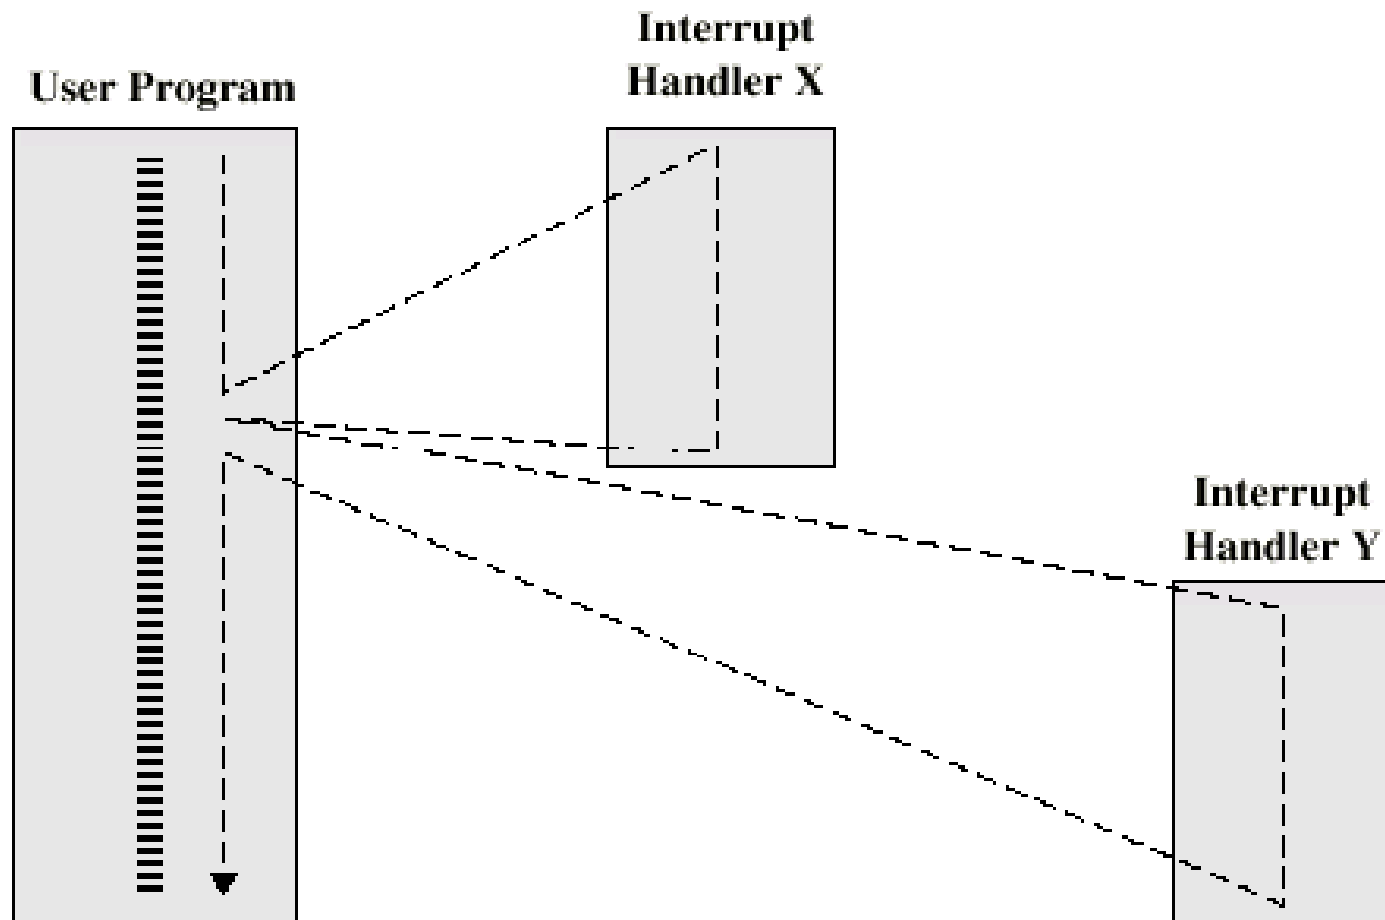 User Program
Interrupt
Handler X
Interrupt
Handler Y